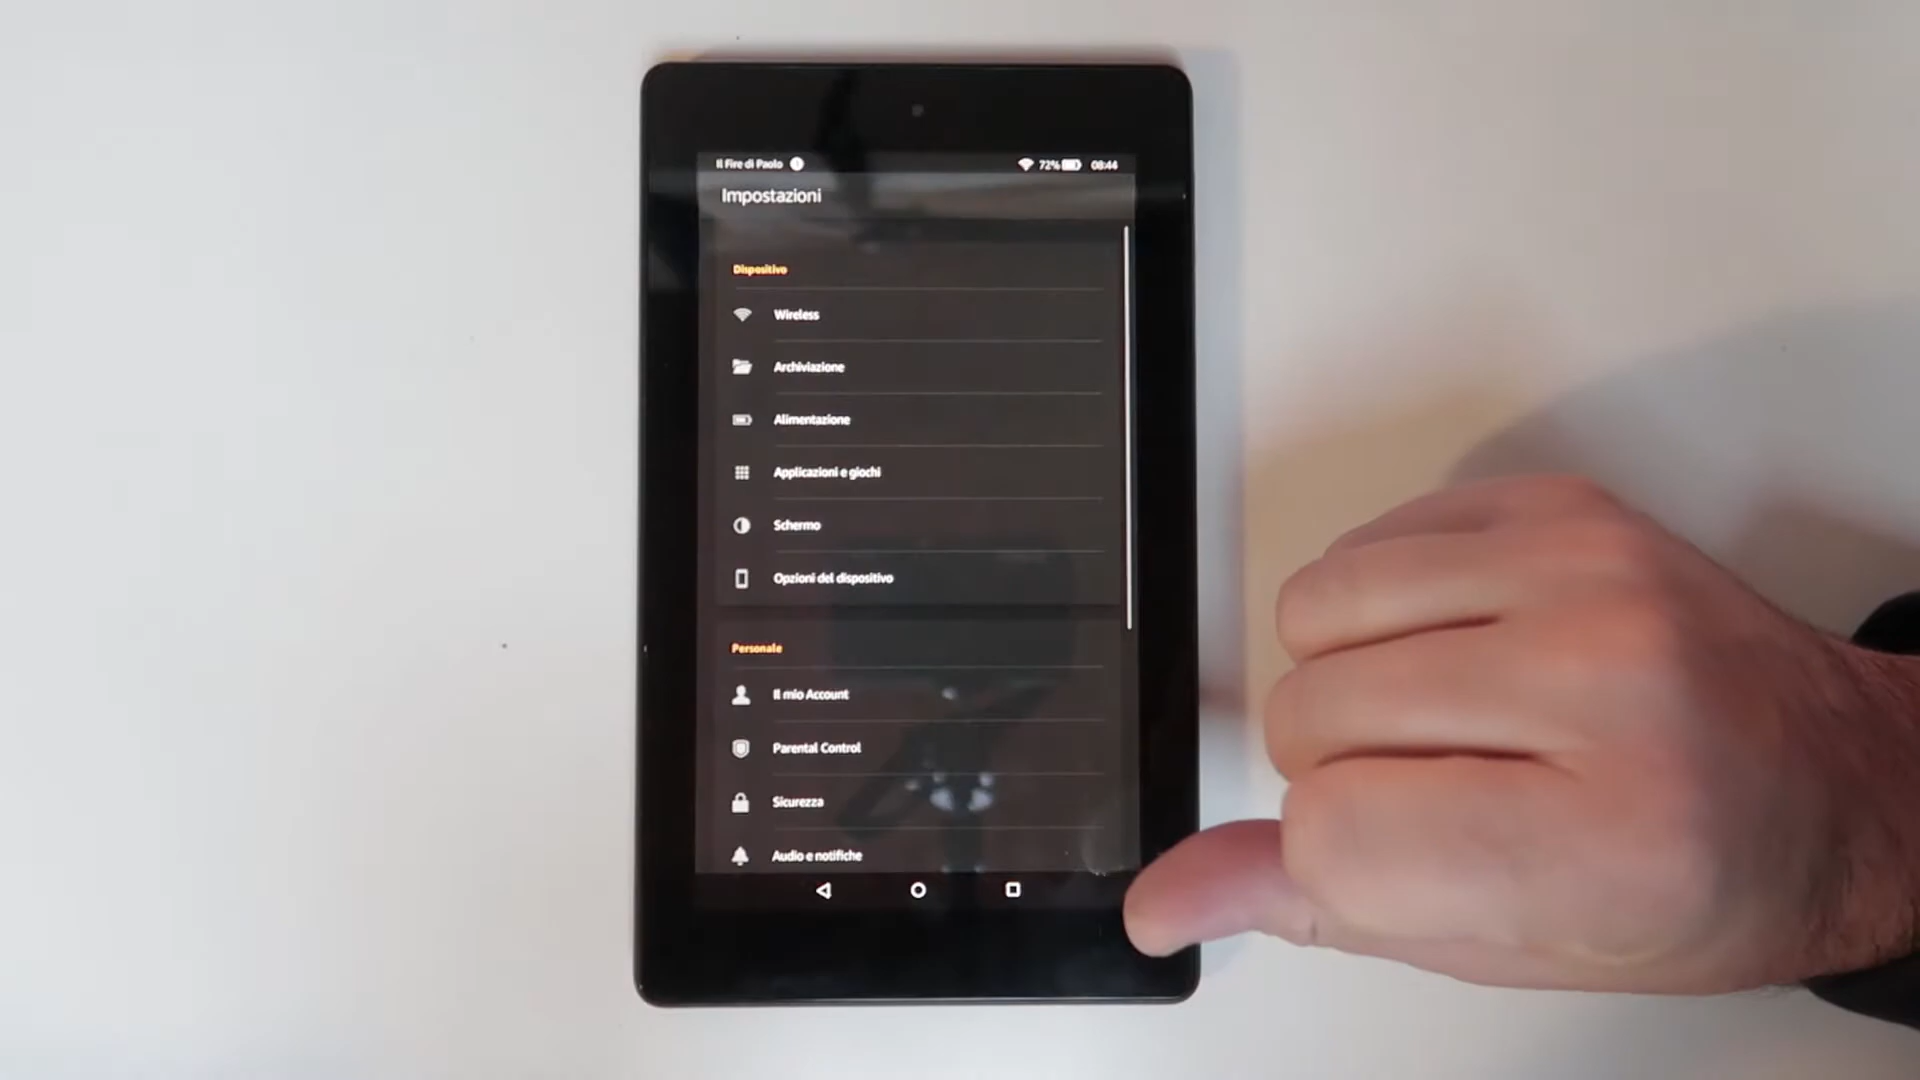 Il Fire di Paolo 72% 08:44
Impostazioni
Dispositivo
Wireless
Archiviazione
Alimentazione
Applicazioni e giochi
Schermo
Opzioni del dispositivo
Personale
Il mio Account
Parental Control
Sicurezza
Audio e notifiche